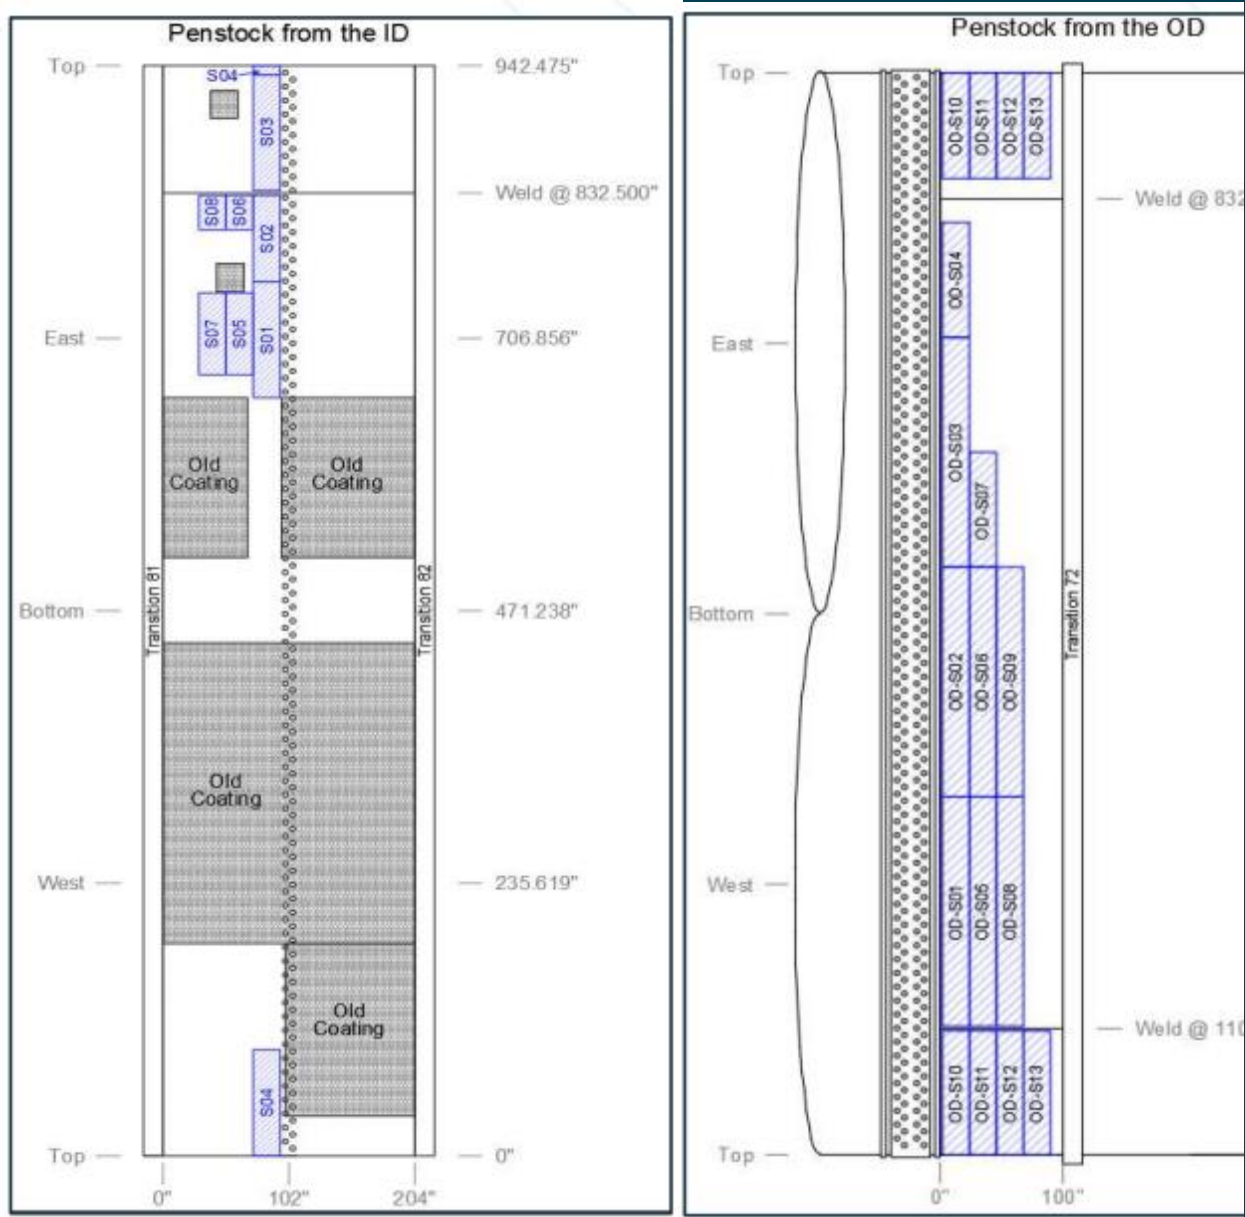 Penstock from the ID
Top
942.475"
S04
S03
Weld @ 832.500"
S08
S06
S02
East
706.856"
S07
S05
S01
Old
Coating
Old
Coating
Transition 81
Transition 82
Bottom
471.238"
Old
Coating
West
235.619"
Old
Coating
S04
Top
0"
0"
102"
204"
Penstock from the OD
Top
OD-S10
OD-S11
OD-S12
OD-S13
Weld @ 832
OD-S04
East
OD-S03
OD-S07
Bottom
Transition 72
OD-S02
OD-S06
OD-S09
West
OD-S01
OD-S05
OD-S08
Weld @ 110
OD-S10
OD-S11
OD-S12
OD-S13
Top
0"
100"